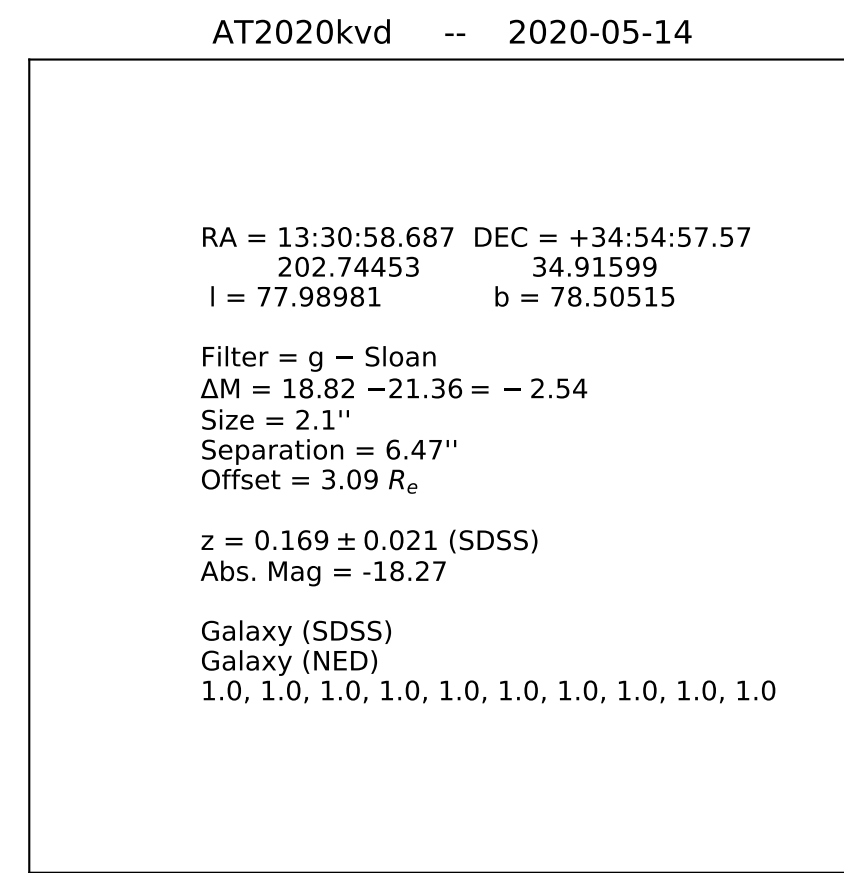 AT2020kvd -- 2020-05-14
RA = 13:30:58.687 DEC = +34:54:57.57
202.74453 34.91599
l = 77.98981 b = 78.50515
Filter = g − Sloan
ΔM = 18.82 −21.36 = − 2.54
Size = 2.1''
Separation = 6.47''
Offset = 3.09 Re
z = 0.169 ± 0.021 (SDSS)
Abs. Mag = -18.27
Galaxy (SDSS)
Galaxy (NED)
1.0, 1.0, 1.0, 1.0, 1.0, 1.0, 1.0, 1.0, 1.0, 1.0